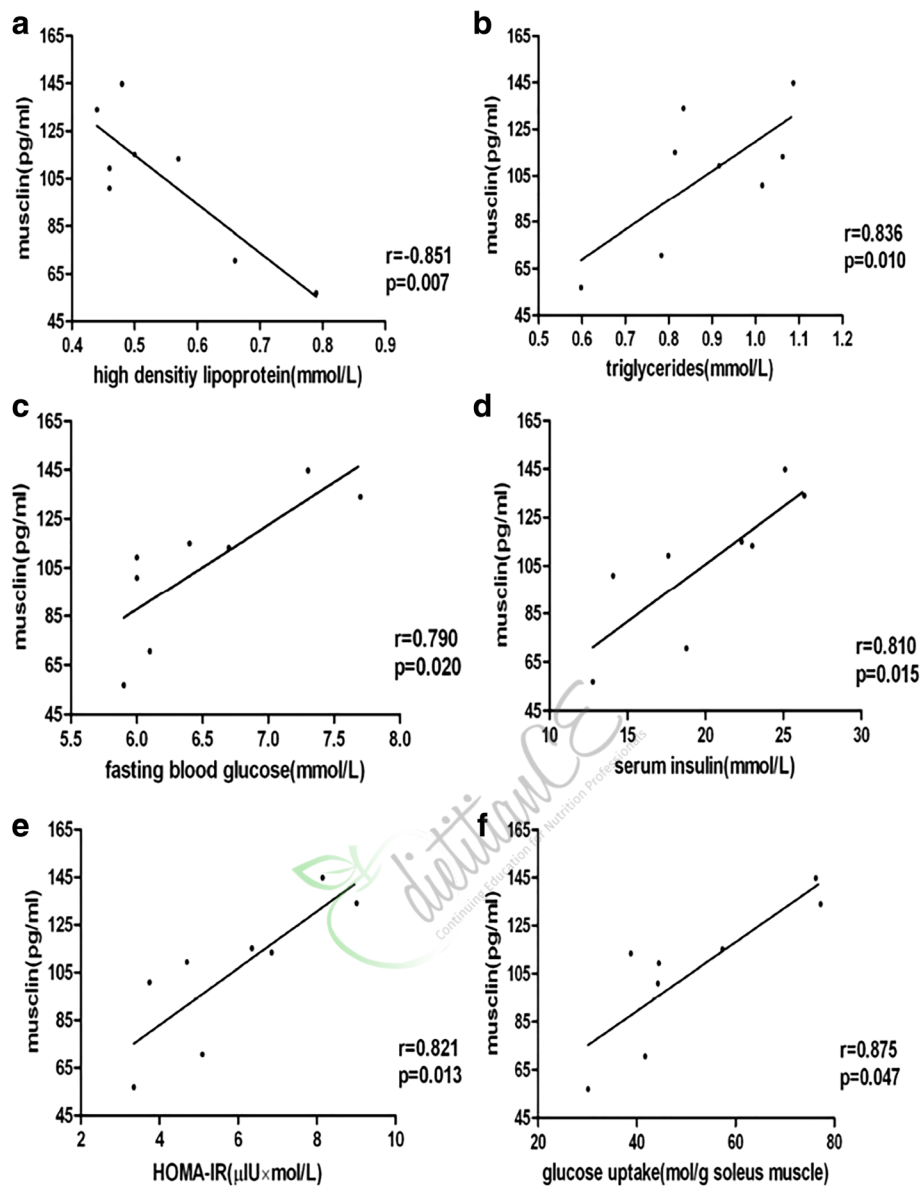 a
165
145
125
105
85
65
45
musclin(pg/ml)
r=-0.851
p=0.007
0.4 0.5 0.6 0.7 0.8 0.9
high densitiy lipoprotein(mmol/L)
b
165
145
125
105
85
65
45
musclin(pg/ml)
r=0.836
p=0.010
0.5 0.6 0.7 0.8 0.9 1.0 1.1 1.2
triglycerides(mmol/L)
c
165
145
125
105
85
65
45
musclin(pg/ml)
r=0.790
p=0.020
5.5 6.0 6.5 7.0 7.5 8.0
fasting blood glucose(mmol/L)
d
165
145
125
105
85
65
45
musclin(pg/ml)
r=0.810
p=0.015
10 15 20 25 30
serum insulin(mmol/L)
e
165
145
125
105
85
65
45
musclin(pg/ml)
r=0.821
p=0.013
2 4 6 8 10
HOMA-IR(μIU×mol/L)
f
165
145
125
105
85
65
45
musclin(pg/ml)
r=0.875
p=0.047
20 40 60 80
glucose uptake(mol/g soleus muscle)
dietitianCE
Continuing Education for Nutrition Professionals